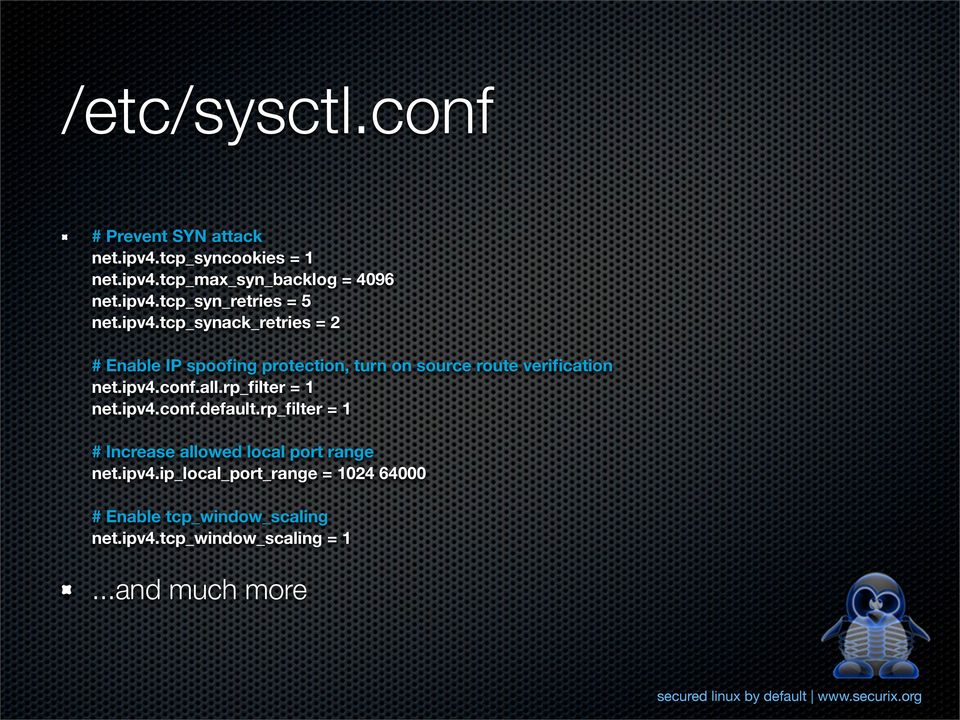 /etc/sysctl.conf
# Prevent SYN attack
net.ipv4.tcp_syncookies = 1
net.ipv4.tcp_max_syn_backlog = 4096
net.ipv4.tcp_syn_retries = 5
net.ipv4.tcp_synack_retries = 2
# Enable IP spoofing protection, turn on source route verification
net.ipv4.conf.all.rp_filter = 1
net.ipv4.conf.default.rp_filter = 1
# Increase allowed local port range
net.ipv4.ip_local_port_range = 1024 64000
# Enable tcp_window_scaling
net.ipv4.tcp_window_scaling = 1
...and much more
secured linux by default | www.securix.org